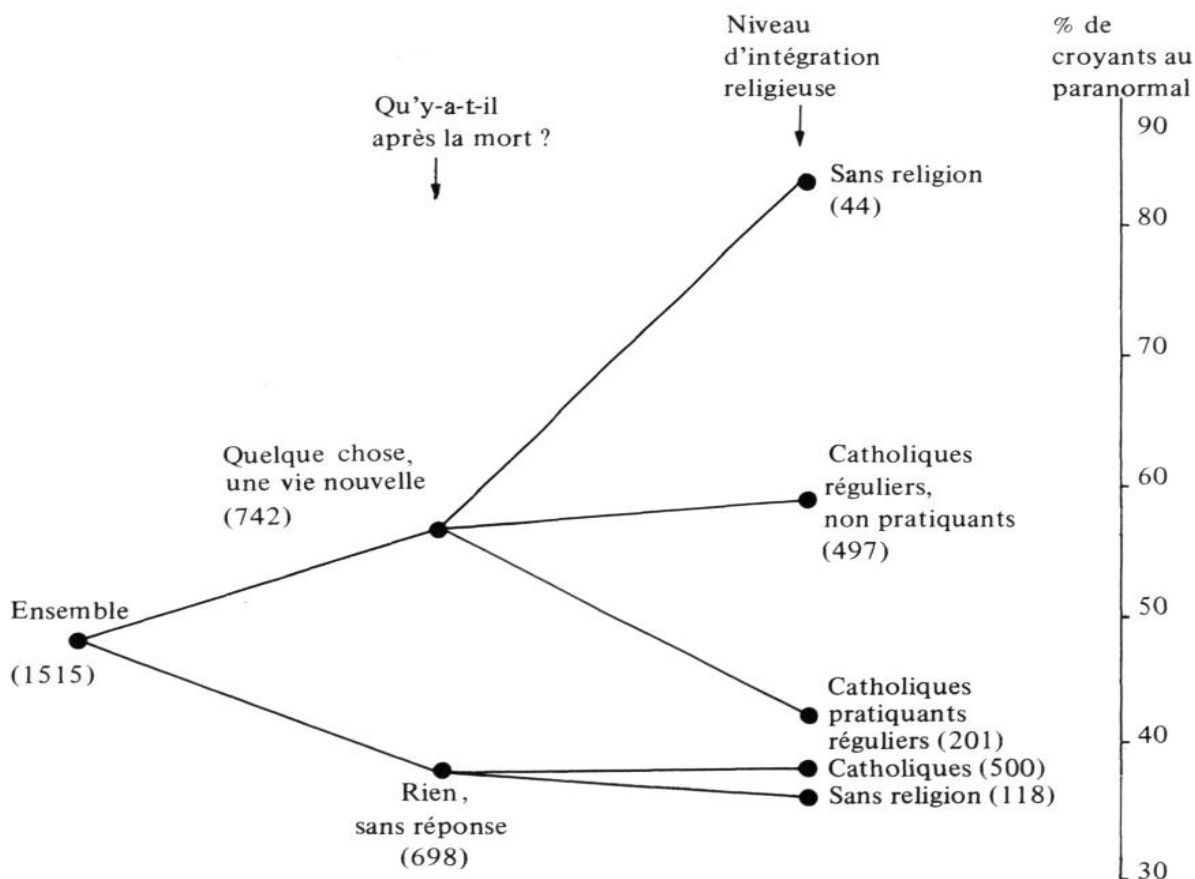 Niveau
d'intégration
religieuse
% de
croyants au
paranormal
Qu'y-a-t-il
après la mort ?
90
Sans religion
(44)
80
70
Quelque chose,
une vie nouvelle
(742)
Catholiques
réguliers,
non pratiquants
(497)
60
Ensemble
(1515)
50
Catholiques
pratiquants
réguliers (201)
40
Catholiques (500)
Sans religion (118)
Rien,
sans réponse
(698)
30